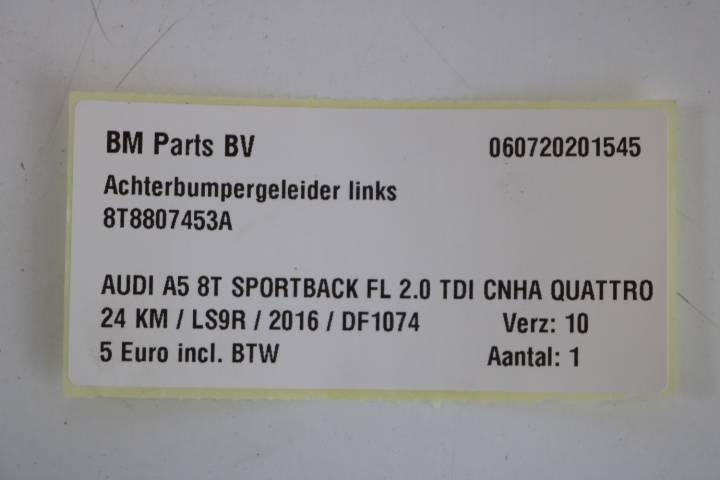 BM Parts BV 060720201545
Achterbumpergeleider links
8T8807453A
AUDI A5 8T SPORTBACK FL 2.0 TDI CNHA QUATTRO
24 KM / LS9R / 2016 / DF1074 Verz: 10
5 Euro incl. BTW Aantal: 1